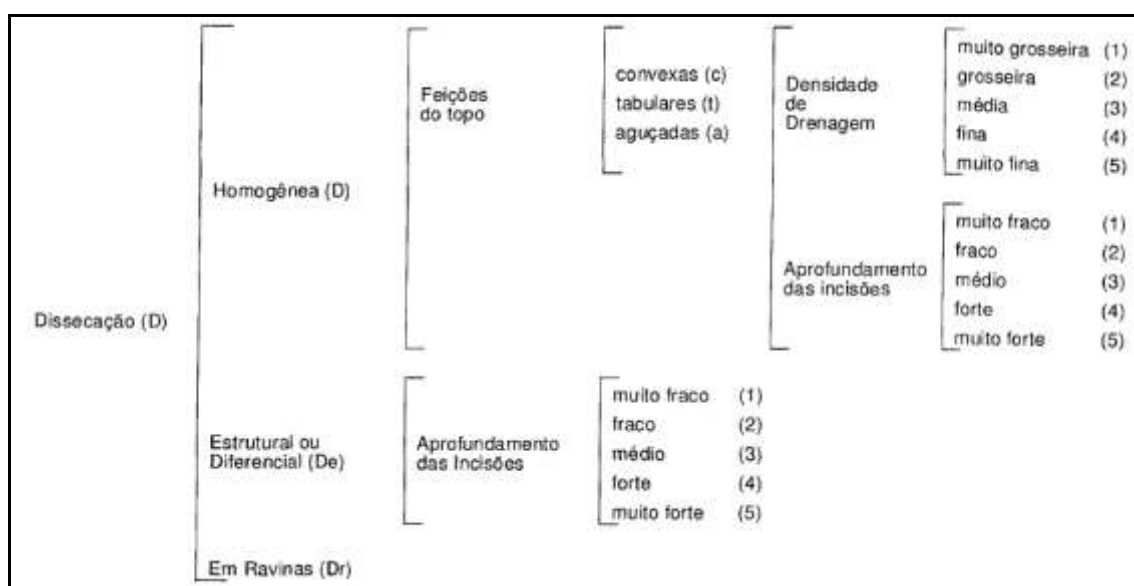 Dissecação (D)
Homogênea (D)
Feições
do topo
convexas (c)
tabulares (t)
aguçadas (a)
Densidade
de
Drenagem
muito grosseira (1)
grosseira (2)
média (3)
fina (4)
muito fina (5)
Aprofundamento
das incisões
muito fraco (1)
fraco (2)
médio (3)
forte (4)
muito forte (5)
Estrutural ou
Diferencial (De)
Aprofundamento
das Incisões
muito fraco (1)
fraco (2)
médio (3)
forte (4)
muito forte (5)
Em Ravinas (Dr)